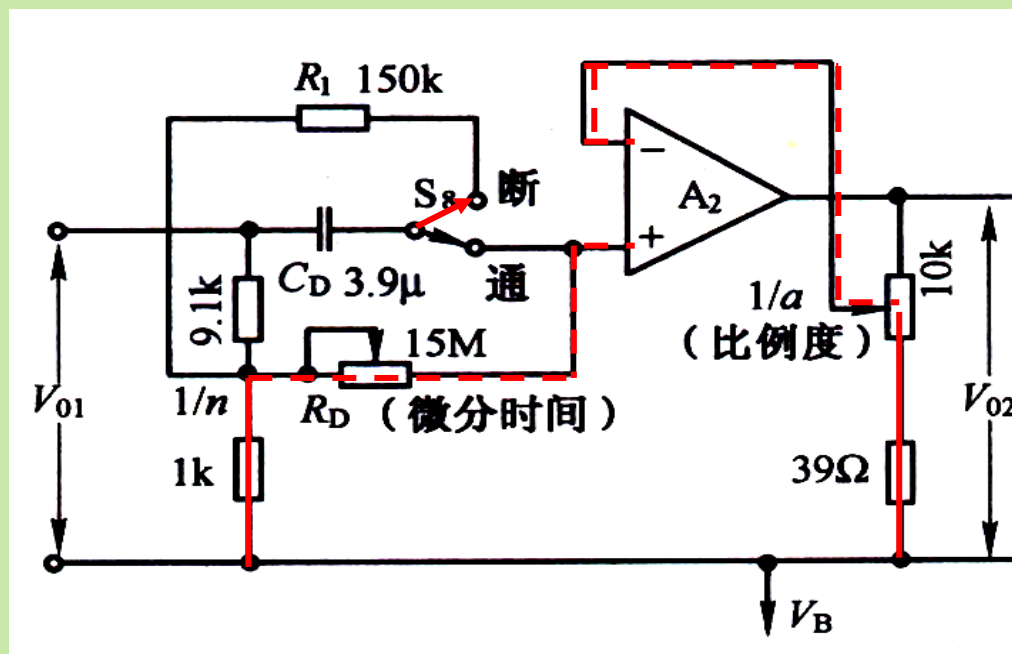 R₁ 150k
S₈ 断
A₂
−
+
通
C_D 3.9μ
9.1k
10k
1/a
（比例度）
15M
V₀₁
1/n
R_D（微分时间）
V₀₂
1k
39Ω
V_B